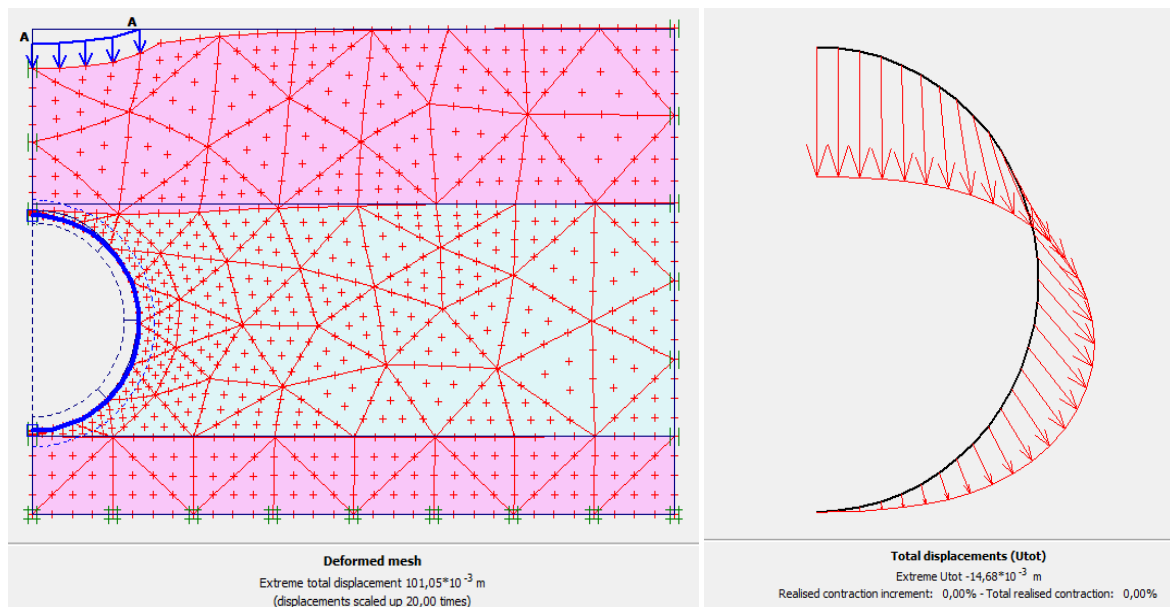 A
A
Deformed mesh
Extreme total displacement 101,05*10 -3 m
(displacements scaled up 20,00 times)
Total displacements (Utot)
Extreme Utot -14,68*10 -3 m
Realised contraction increment: 0,00% - Total realised contraction: 0,00%